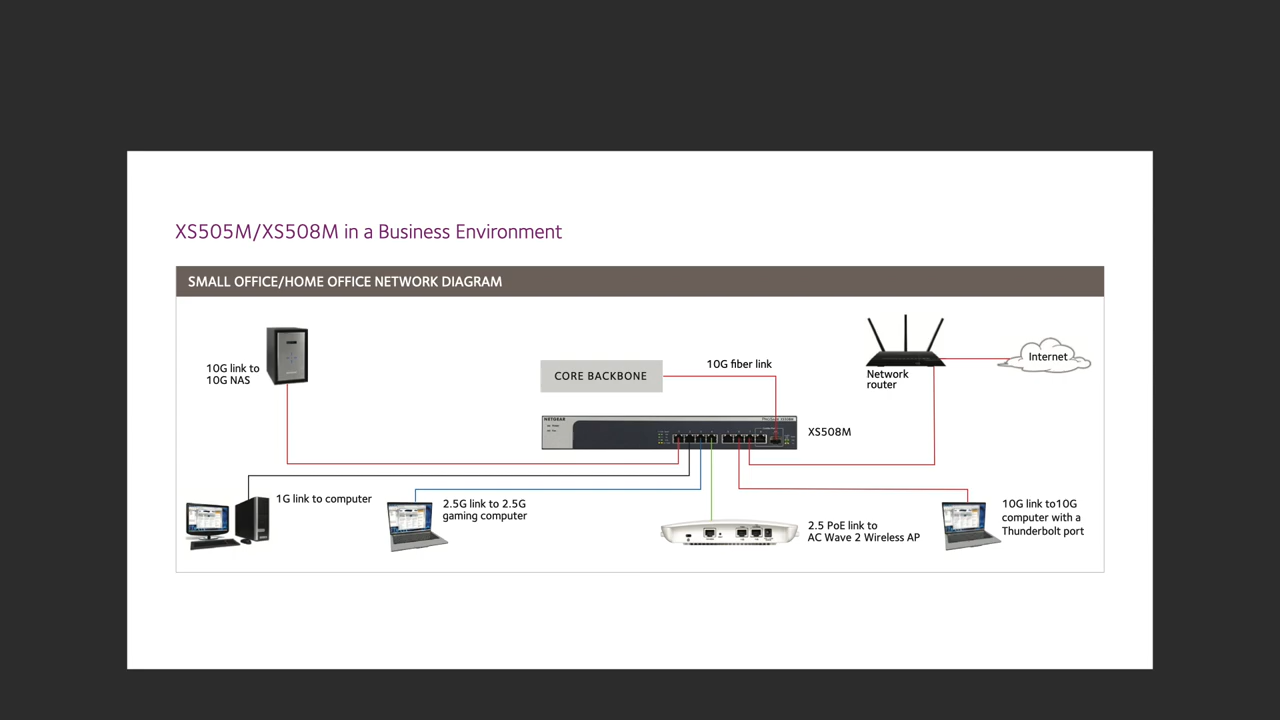 XS505M/XS508M in a Business Environment
SMALL OFFICE/HOME OFFICE NETWORK DIAGRAM
10G link to
10G NAS
CORE BACKBONE
10G fiber link
Network
router
Internet
NETGEAR
XS508M
1G link to computer
2.5G link to 2.5G
gaming computer
2.5 PoE link to
AC Wave 2 Wireless AP
10G link to10G
computer with a
Thunderbolt port